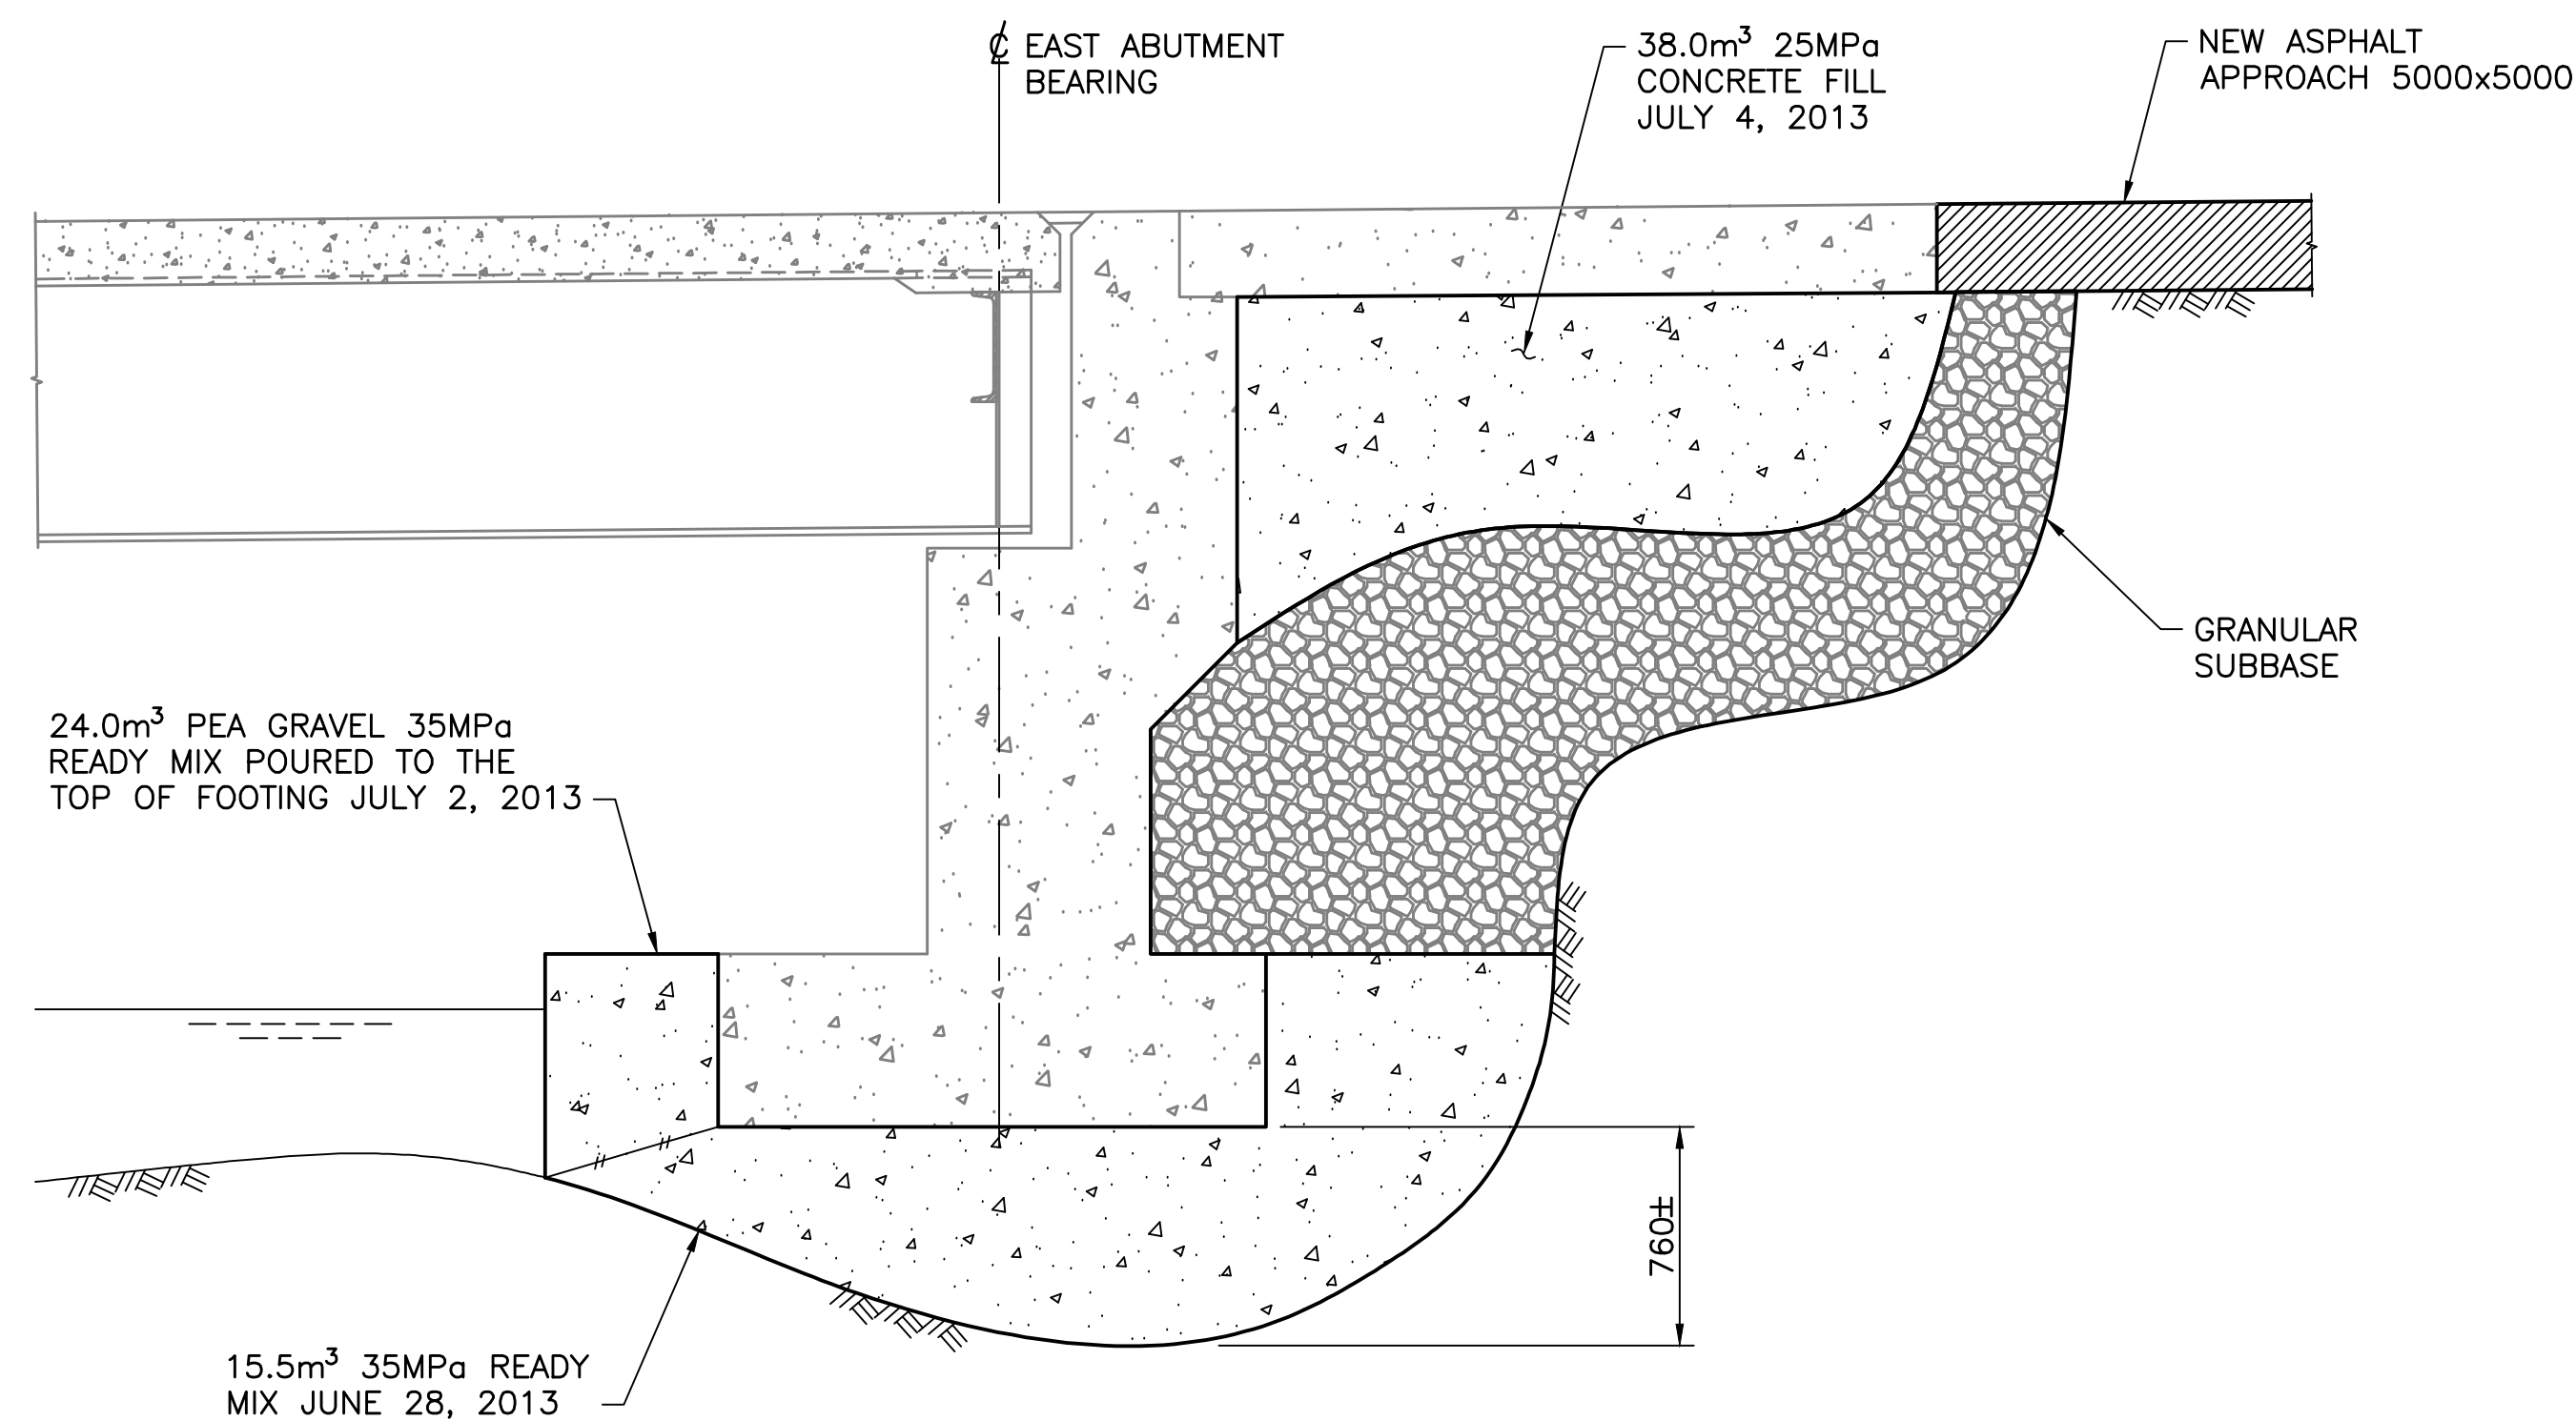 ℄ EAST ABUTMENT
BEARING
38.0m³ 25MPa
CONCRETE FILL
JULY 4, 2013
NEW ASPHALT
APPROACH 5000x5000
GRANULAR
SUBBASE
24.0m³ PEA GRAVEL 35MPa
READY MIX POURED TO THE
TOP OF FOOTING JULY 2, 2013
760±
15.5m³ 35MPa READY
MIX JUNE 28, 2013